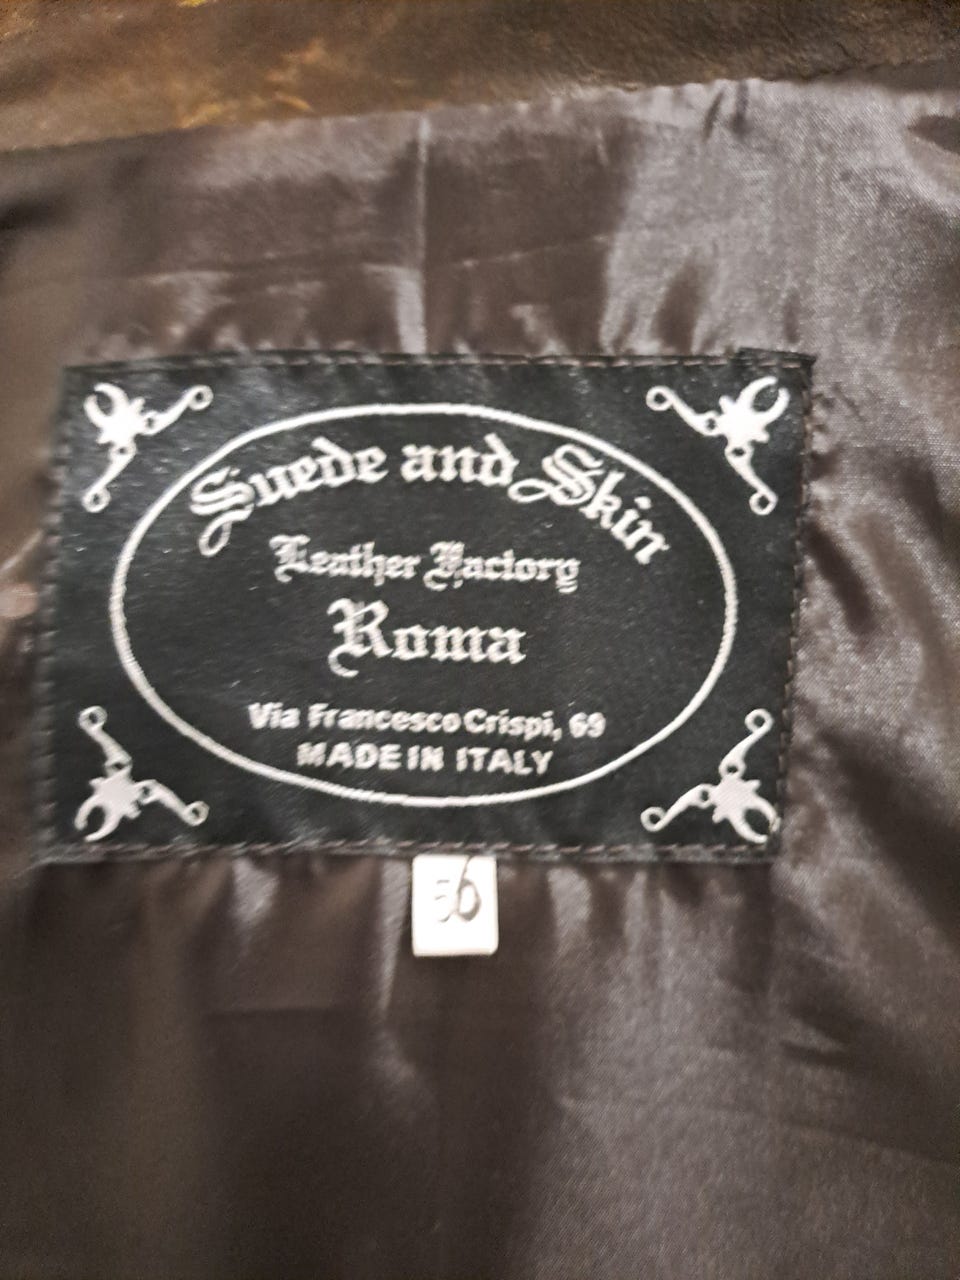 Suede and Skin
Leather Factory
Roma
Via Francesco Crispi, 69
MADE IN ITALY
56